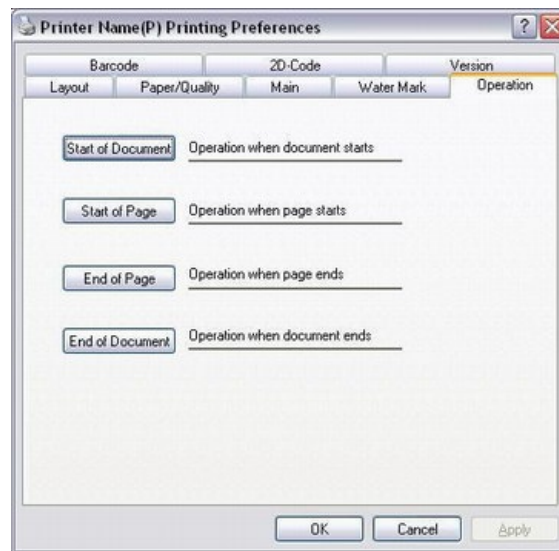 Printer Name(P) Printing Preferences
Barcode 2D-Code Version
Layout Paper/Quality Main Water Mark Operation
Start of Document Operation when document starts
Start of Page Operation when page starts
End of Page Operation when page ends
End of Document Operation when document ends
OK Cancel Apply